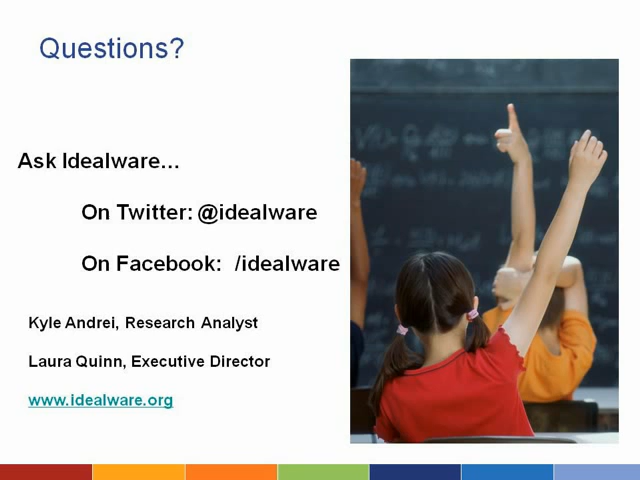 Questions?
Ask Idealware...
On Twitter: @idealware
On Facebook: /idealware
Kyle Andrei, Research Analyst
Laura Quinn, Executive Director
www.idealware.org